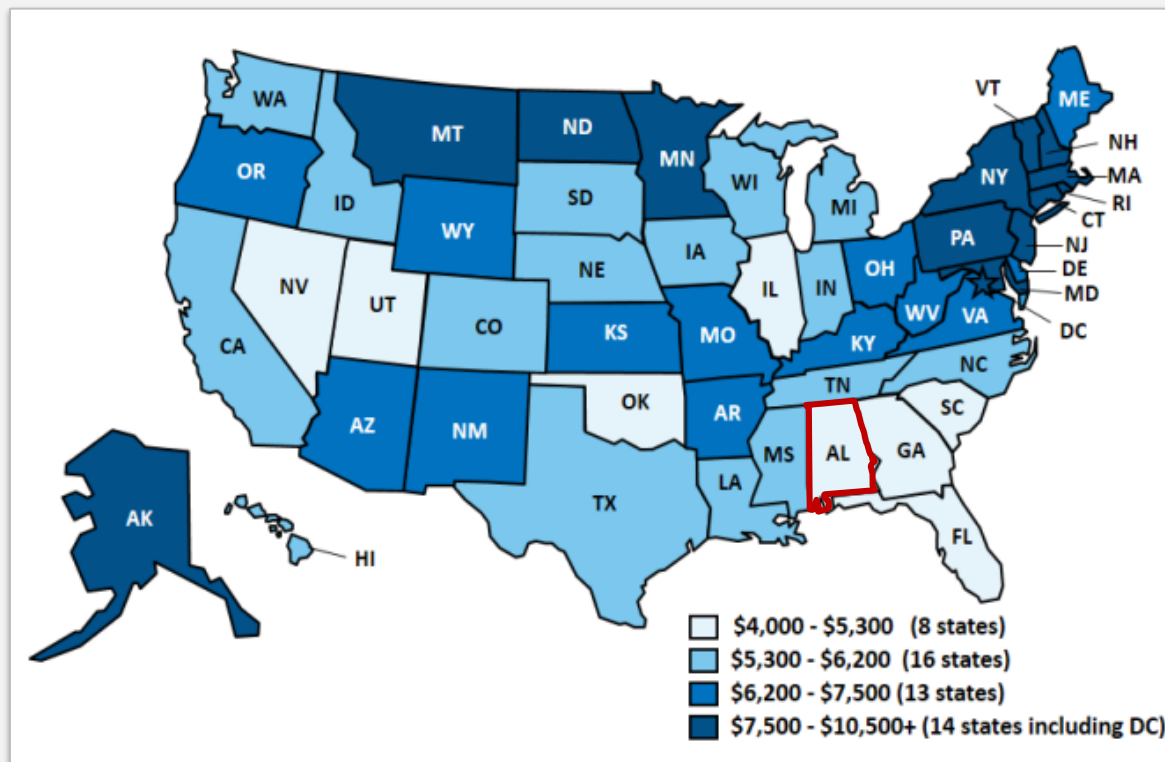 WA
MT
ND
MN
VT
ME
NH
MA
RI
CT
NY
OR
ID
SD
WI
MI
WY
PA
NJ
DE
MD
DC
IA
NE
OH
IL
IN
NV
UT
CO
CA
KS
MO
WV
VA
KY
NC
TN
AZ
NM
OK
AR
SC
MS
AL
GA
LA
TX
AK
FL
HI
$4,000 - $5,300 (8 states)
$5,300 - $6,200 (16 states)
$6,200 - $7,500 (13 states)
$7,500 - $10,500+ (14 states including DC)